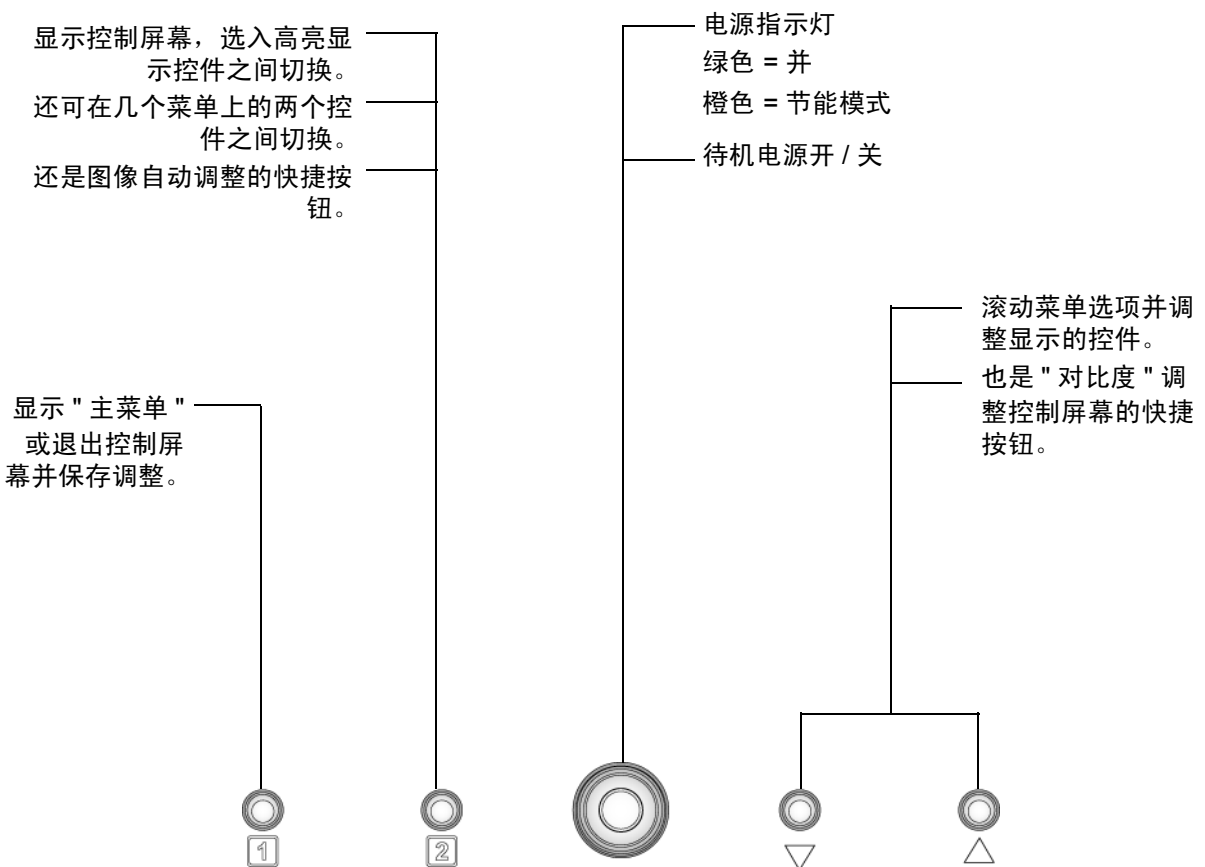 显示控制屏幕，选入高亮显
示控件之间切换。
还可在几个菜单上的两个控
件之间切换。
还是图像自动调整的快捷按
钮。
电源指示灯
绿色 = 并
橙色 = 节能模式
待机电源开 / 关
滚动菜单选项并调
整显示的控件。
也是 " 对比度 " 调
整控制屏幕的快捷
按钮。
显示 " 主菜单 "
或退出控制屏
幕并保存调整。
1
2